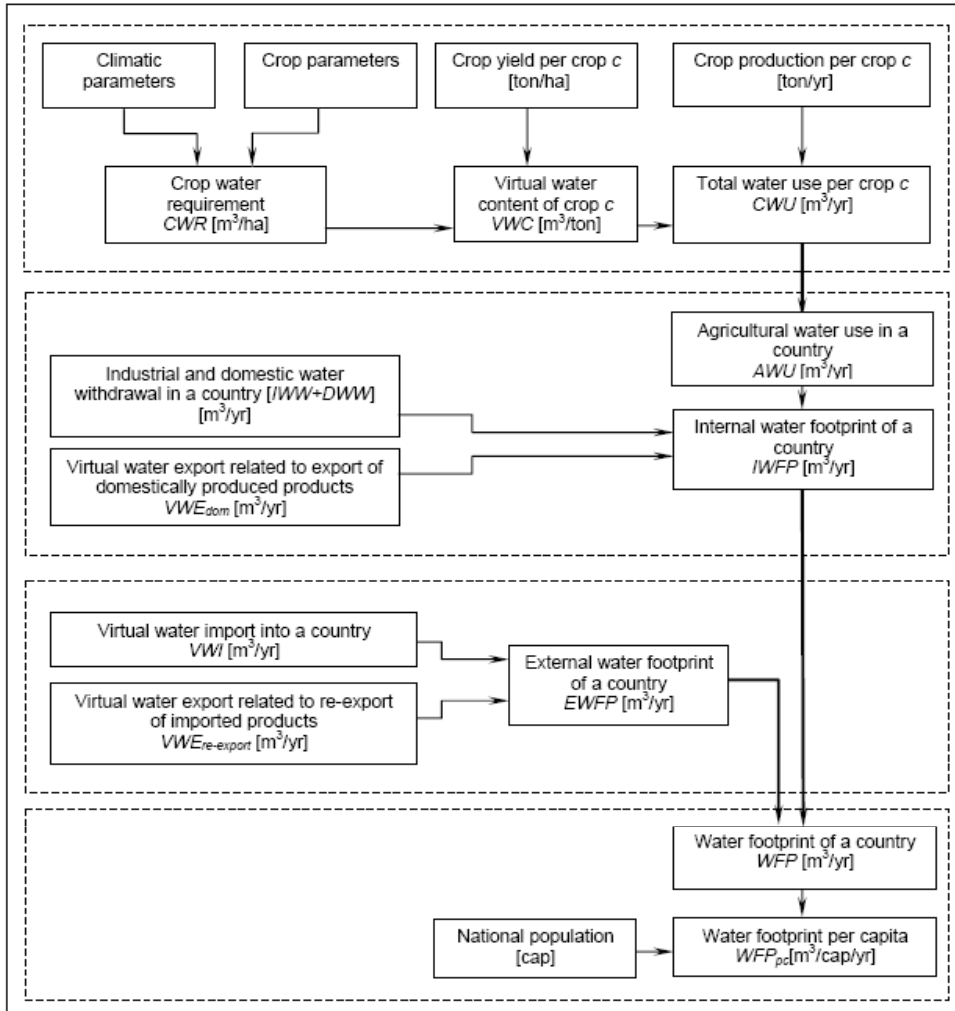 Climatic
parameters
Crop parameters
Crop yield per crop c
[ton/ha]
Crop production per crop c
[ton/yr]
Crop water
requirement
CWR [m³/ha]
Virtual water
content of crop c
VWC [m³/ton]
Total water use per crop c
CWU [m³/yr]
Agricultural water use in a
country
AWU [m³/yr]
Industrial and domestic water
withdrawal in a country [IWW+DWW]
[m³/yr]
Internal water footprint of a
country
IWFP [m³/yr]
Virtual water export related to export of
domestically produced products
VWEdom [m³/yr]
Virtual water import into a country
VWI [m³/yr]
External water footprint
of a country
EWFP [m³/yr]
Virtual water export related to re-export
of imported products
VWEre-export [m³/yr]
Water footprint of a country
WFP [m³/yr]
National population
[cap]
Water footprint per capita
WFPpc[m³/cap/yr]